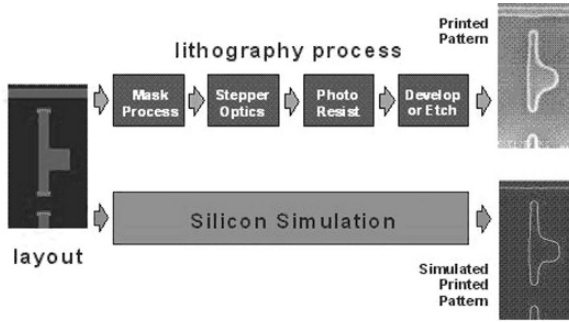 Printed
Pattern
lithography process
Mask
Process
Stepper
Optics
Photo
Resist
Develop
or Etch
Silicon Simulation
layout
Simulated
Printed
Pattern